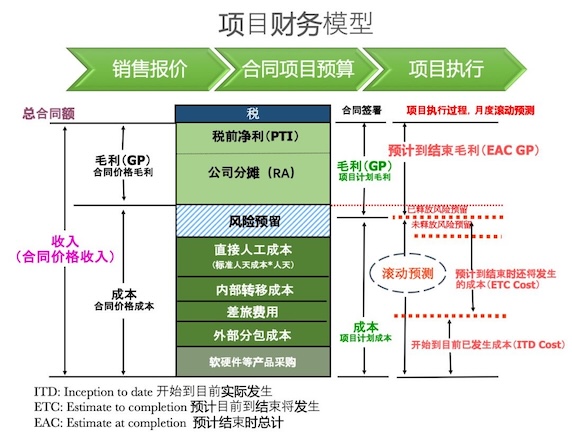 项目财务模型
销售报价
合同项目预算
项目执行
总合同额
税
合同签署
项目执行过程, 月度滚动预测
税前净利(PTI)
公司分摊（RA）
毛利(GP)
合同价格毛利
毛利(GP)
项目计划毛利
预计到结束毛利(EAC GP)
已释放风险预留
未释放风险预留
风险预留
收入
(合同价格收入)
直接人工成本
(标准人天成本*人天)
内部转移成本
差旅费用
外部分包成本
软硬件等产品采购
成本
合同价格成本
成本
项目计划成本
滚动预测
预计到结束时还将发生
的成本(ETC Cost)
开始到目前已发生成本(ITD Cost)
ITD: Inception to date 开始到目前实际发生
ETC: Estimate to completion 预计目前到结束将发生
EAC: Estimate at completion 预计结束时总计